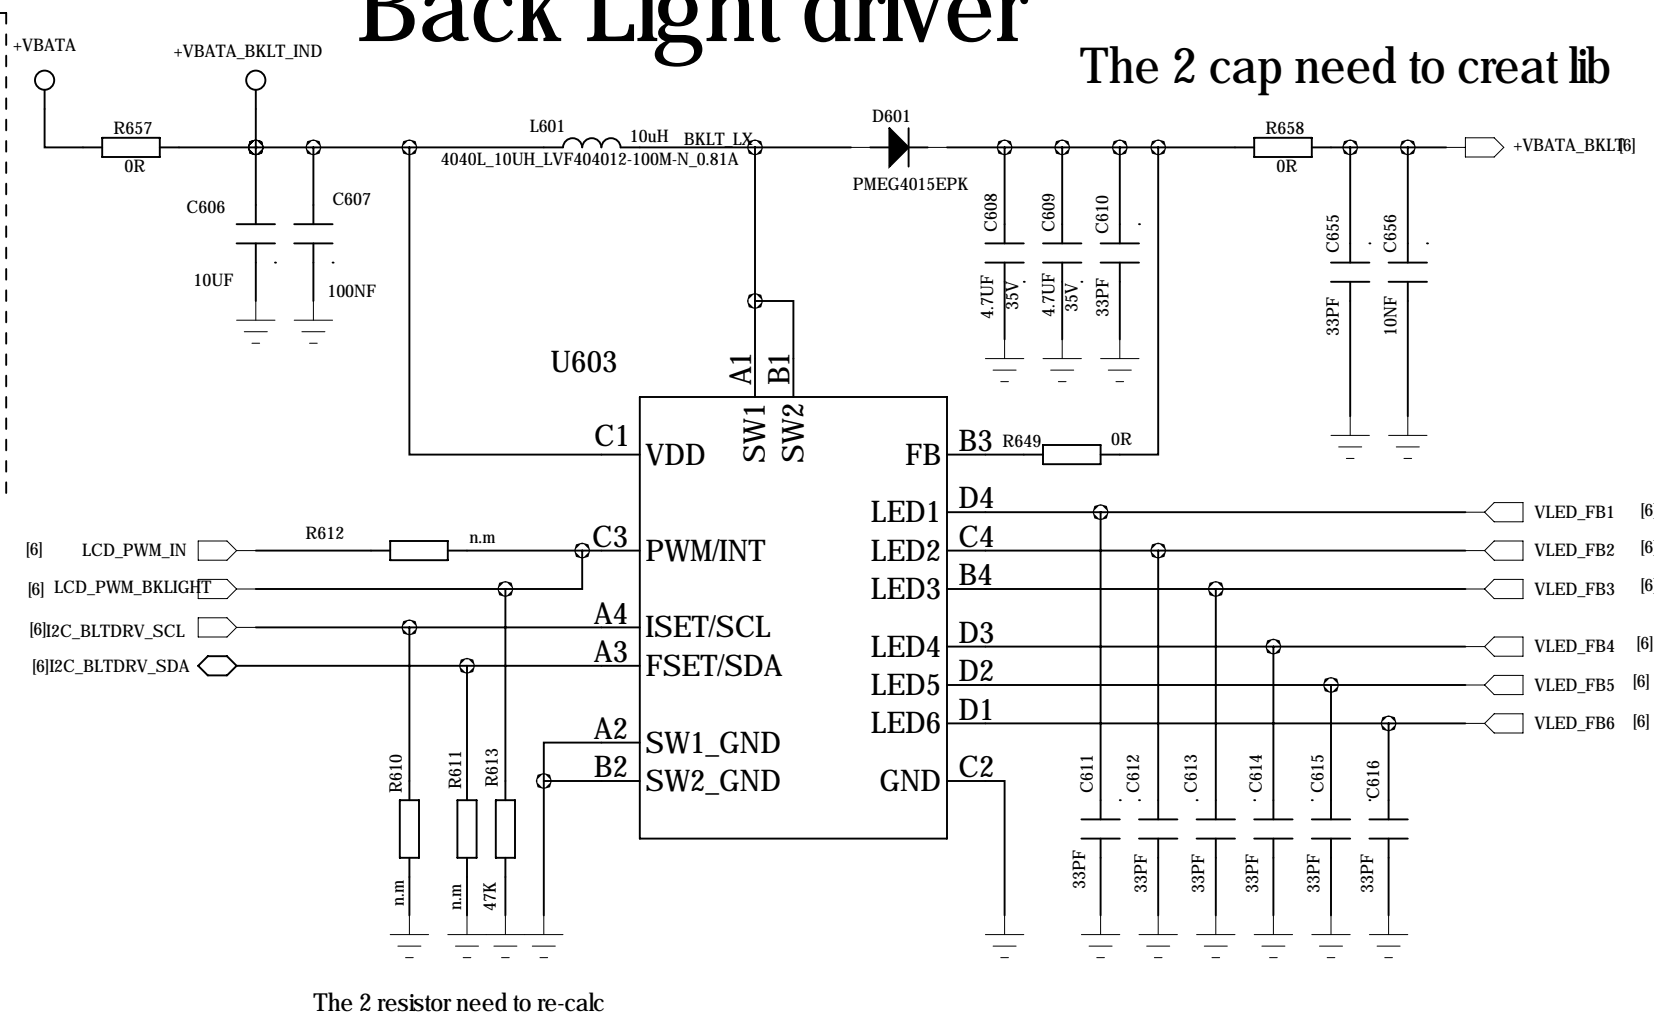 Back Light driver
The 2 cap need to creat lib
+VBATA
+VBATA_BKLT_IND
R657
0R
L601
10uH
BKLT_LX
4040L_10UH_LVF404012-100M-N_0.81A
D601
PMEG4015EPK
R658
0R
+VBATA_BKLT
[6]
C606
10UF
C607
100NF
C608
4.7UF
35V
C609
4.7UF
35V
C610
33PF
C655
33PF
C656
10NF
U603
A1
B1
SW1
SW2
C1
VDD
FB
B3
R649
0R
LED1
D4
VLED_FB1
[6]
[6]
LCD_PWM_IN
R612
n.m
C3
PWM/INT
LED2
C4
VLED_FB2
[6]
[6]
LCD_PWM_BKLIGHT
LED3
B4
VLED_FB3
[6]
[6]I2C_BLTDRV_SCL
A4
ISET/SCL
LED4
D3
VLED_FB4
[6]
[6]I2C_BLTDRV_SDA
A3
FSET/SDA
LED5
D2
VLED_FB5
[6]
LED6
D1
VLED_FB6
[6]
A2
SW1_GND
B2
SW2_GND
GND
C2
R610
n.m
R611
n.m
R613
47K
C611
33PF
C612
33PF
C613
33PF
C614
33PF
C615
33PF
C616
33PF
The 2 resistor need to re-calc